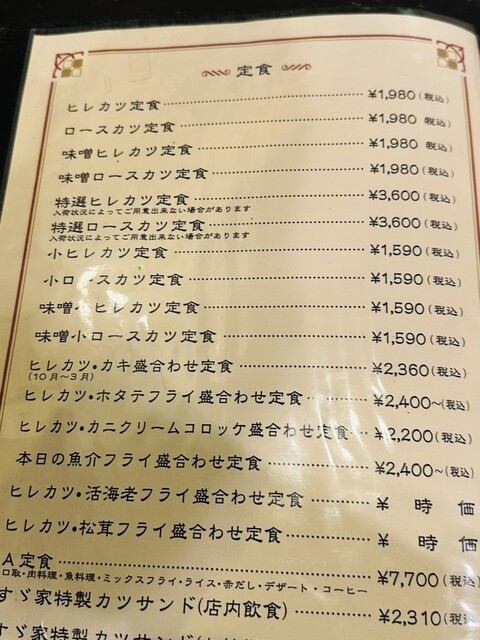 定食
ヒレカツ定食 ¥1,980(税込)
ロースカツ定食 ¥1,980(税込)
味噌ヒレカツ定食 ¥1,980(税込)
味噌ロースカツ定食 ¥1,980(税込)
特選ヒレカツ定食 ¥3,600(税込)
入荷状況によってご用意出来ない場合があります
特選ロースカツ定食 ¥3,600(税込)
入荷状況によってご用意出来ない場合があります
小ヒレカツ定食 ¥1,590(税込)
小ロースカツ定食 ¥1,590(税込)
味噌小ヒレカツ定食 ¥1,590(税込)
味噌小ロースカツ定食 ¥1,590(税込)
ヒレカツ・カキ盛合わせ定食 ¥2,360(税込)
(10月〜3月)
ヒレカツ・ホタテフライ盛合わせ定食 ¥2,400〜(税込)
ヒレカツ・カニクリームコロッケ盛合わせ定食 ¥2,200(税込)
本日の魚介フライ盛合わせ定食 ¥2,400〜(税込)
ヒレカツ・活海老フライ盛合わせ定食 ¥ 時価
ヒレカツ・松茸フライ盛合わせ定食 ¥ 時価
A定食 ¥7,700(税込)
口取・肉料理・魚料理・ミックスフライ・ライス・赤だし・デザート・コーヒー
すゞ家特製カツサンド(店内飲食) ¥2,310(税込)
すゞ家特製カツサンド